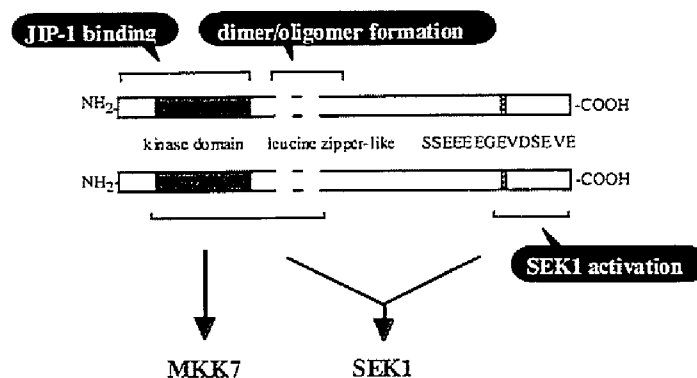 JIP-1 binding
dimer/oligomer formation
NH2- -COOH
kinase domain leucine zipper-like SSEEEEGEVDSEVE
NH2- -COOH
SEK1 activation
MKK7 SEK1